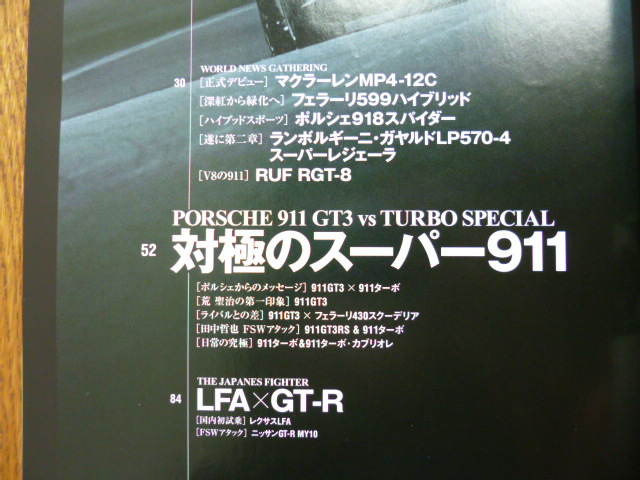 WORLD NEWS GATHERING
30 [正式デビュー] マクラーレンMP4-12C
[深紅から緑化へ] フェラーリ599ハイブリッド
[ハイブッドスポーツ] ポルシェ918スパイダー
[遂に第二章] ランボルギーニ・ガヤルドLP570-4
スーパーレジェーラ
[V8の911] RUF RGT-8
PORSCHE 911 GT3 vs TURBO SPECIAL
52 対極のスーパー911
[ポルシェからのメッセージ] 911GT3 × 911ターボ
[荒 聖治の第一印象] 911GT3
[ライバルとの差] 911GT3 × フェラーリ430スクーデリア
[田中哲也 FSWアタック] 911GT3RS & 911ターボ
[日常の究極] 911ターボ&911ターボ・カブリオレ
THE JAPANES FIGHTER
84 LFA×GT-R
[国内初試乗] レクサスLFA
[FSWアタック] ニッサンGT-R MY10